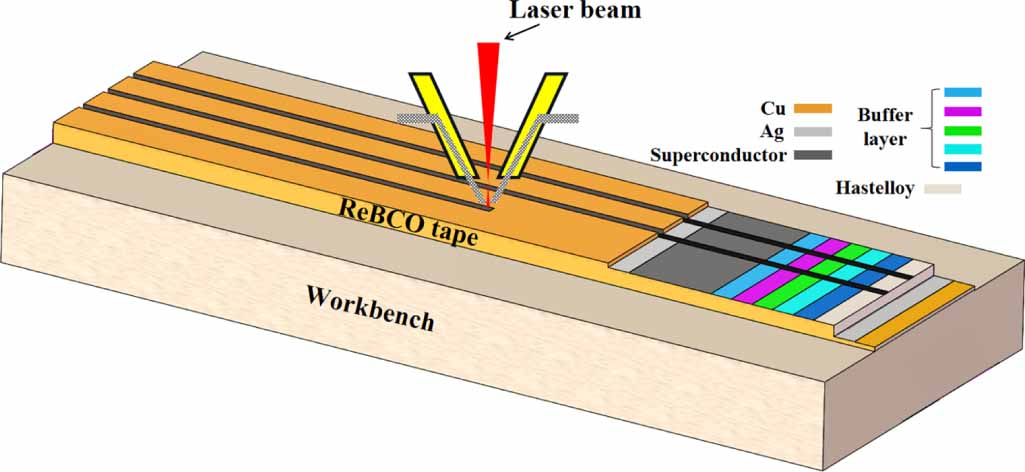 Laser beam
Cu
Ag
Superconductor
Buffer
layer
Hastelloy
ReBCO tape
Workbench